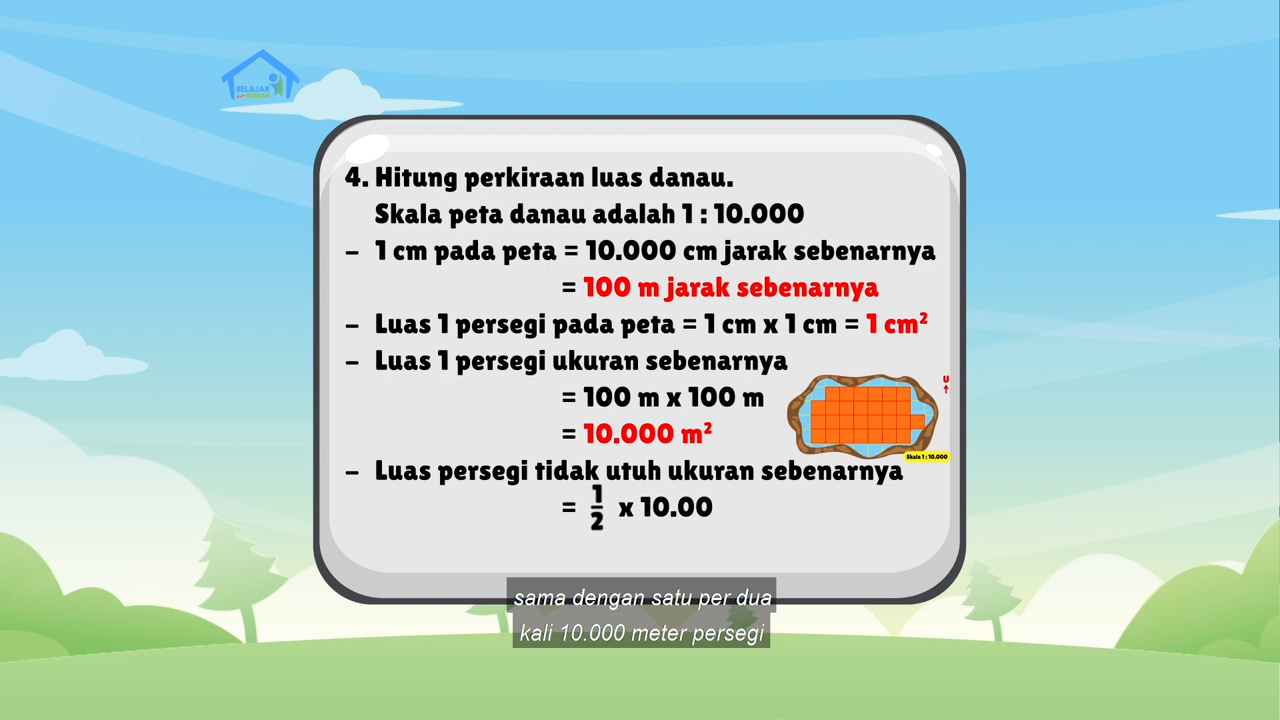 BELAJAR
dari RUMAH
4. Hitung perkiraan luas danau.
Skala peta danau adalah 1 : 10.000
– 1 cm pada peta = 10.000 cm jarak sebenarnya
= 100 m jarak sebenarnya
– Luas 1 persegi pada peta = 1 cm x 1 cm = 1 cm²
– Luas 1 persegi ukuran sebenarnya
= 100 m x 100 m
= 10.000 m²
U
Skala 1 : 10.000
– Luas persegi tidak utuh ukuran sebenarnya
= 1/2 x 10.00
sama dengan satu per dua
kali 10.000 meter persegi